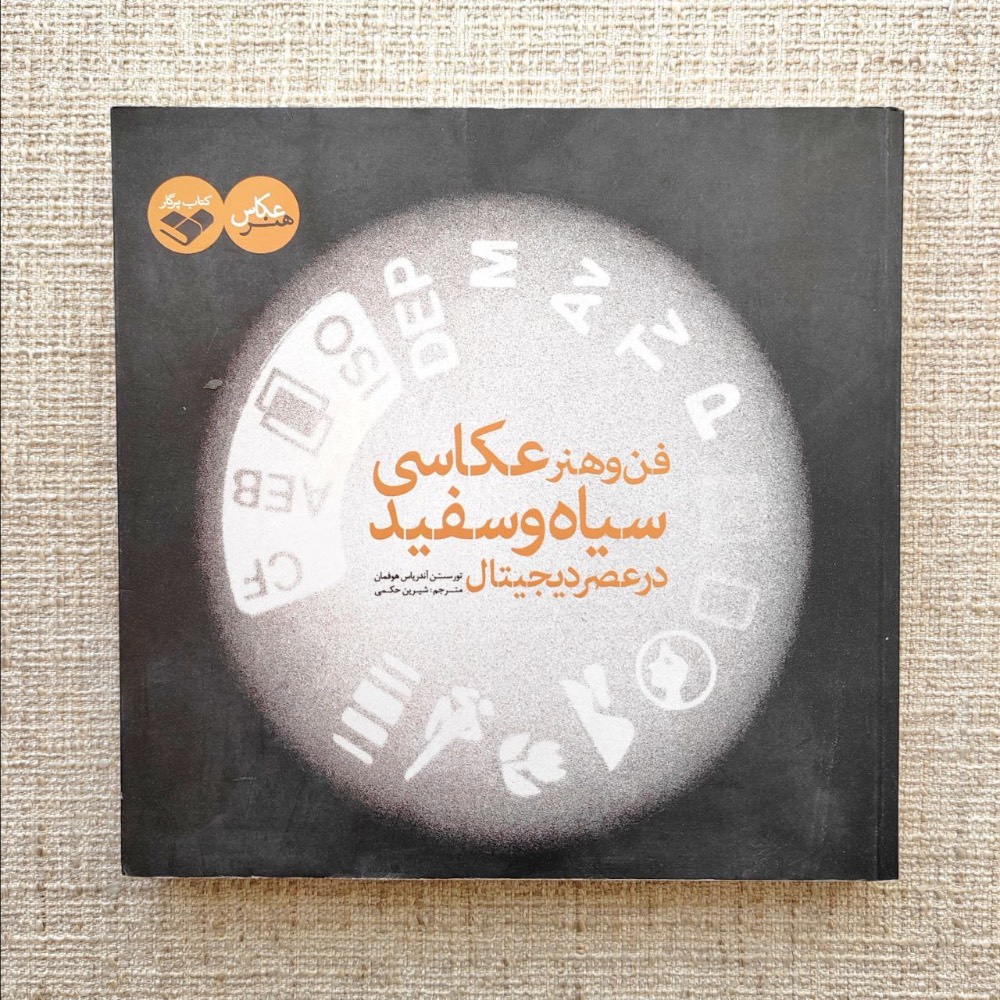 کتاب پرگار
هنر عکاس
M
DEP
Av
Tv
P
ISO
AEB
CF
فن و هنر عکاسی
سیاه و سفید
در عصر دیجیتال
تورستن آندریاس هوفمان
مترجم: شیرین حکمی